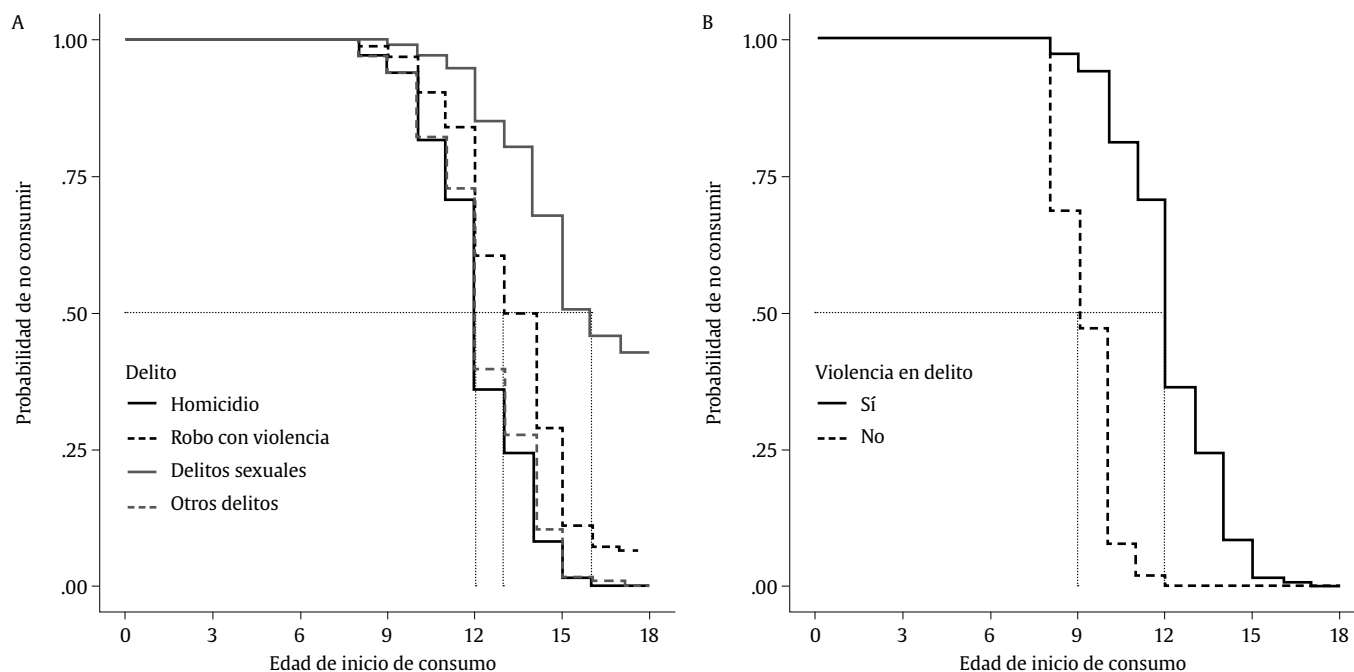 A
1.00
.75
.50
.25
.00
Probabilidad de no consumir
Delito
Homicidio
Robo con violencia
Delitos sexuales
Otros delitos
0 3 6 9 12 15 18
Edad de inicio de consumo
B
1.00
.75
.50
.25
.00
Probabilidad de no consumir
Violencia en delito
Sí
No
0 3 6 9 12 15 18
Edad de inicio de consumo